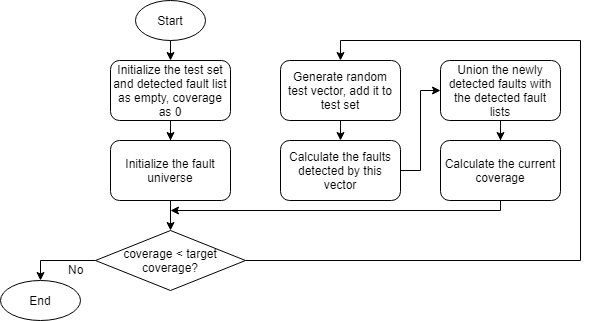 Start
Initialize the test set
and detected fault list
as empty, coverage
as 0
Initialize the fault
universe
Generate random
test vector, add it to
test set
Calculate the faults
detected by this
vector
Union the newly
detected faults with
the detected fault
lists
Calculate the current
coverage
coverage < target
coverage?
No
End